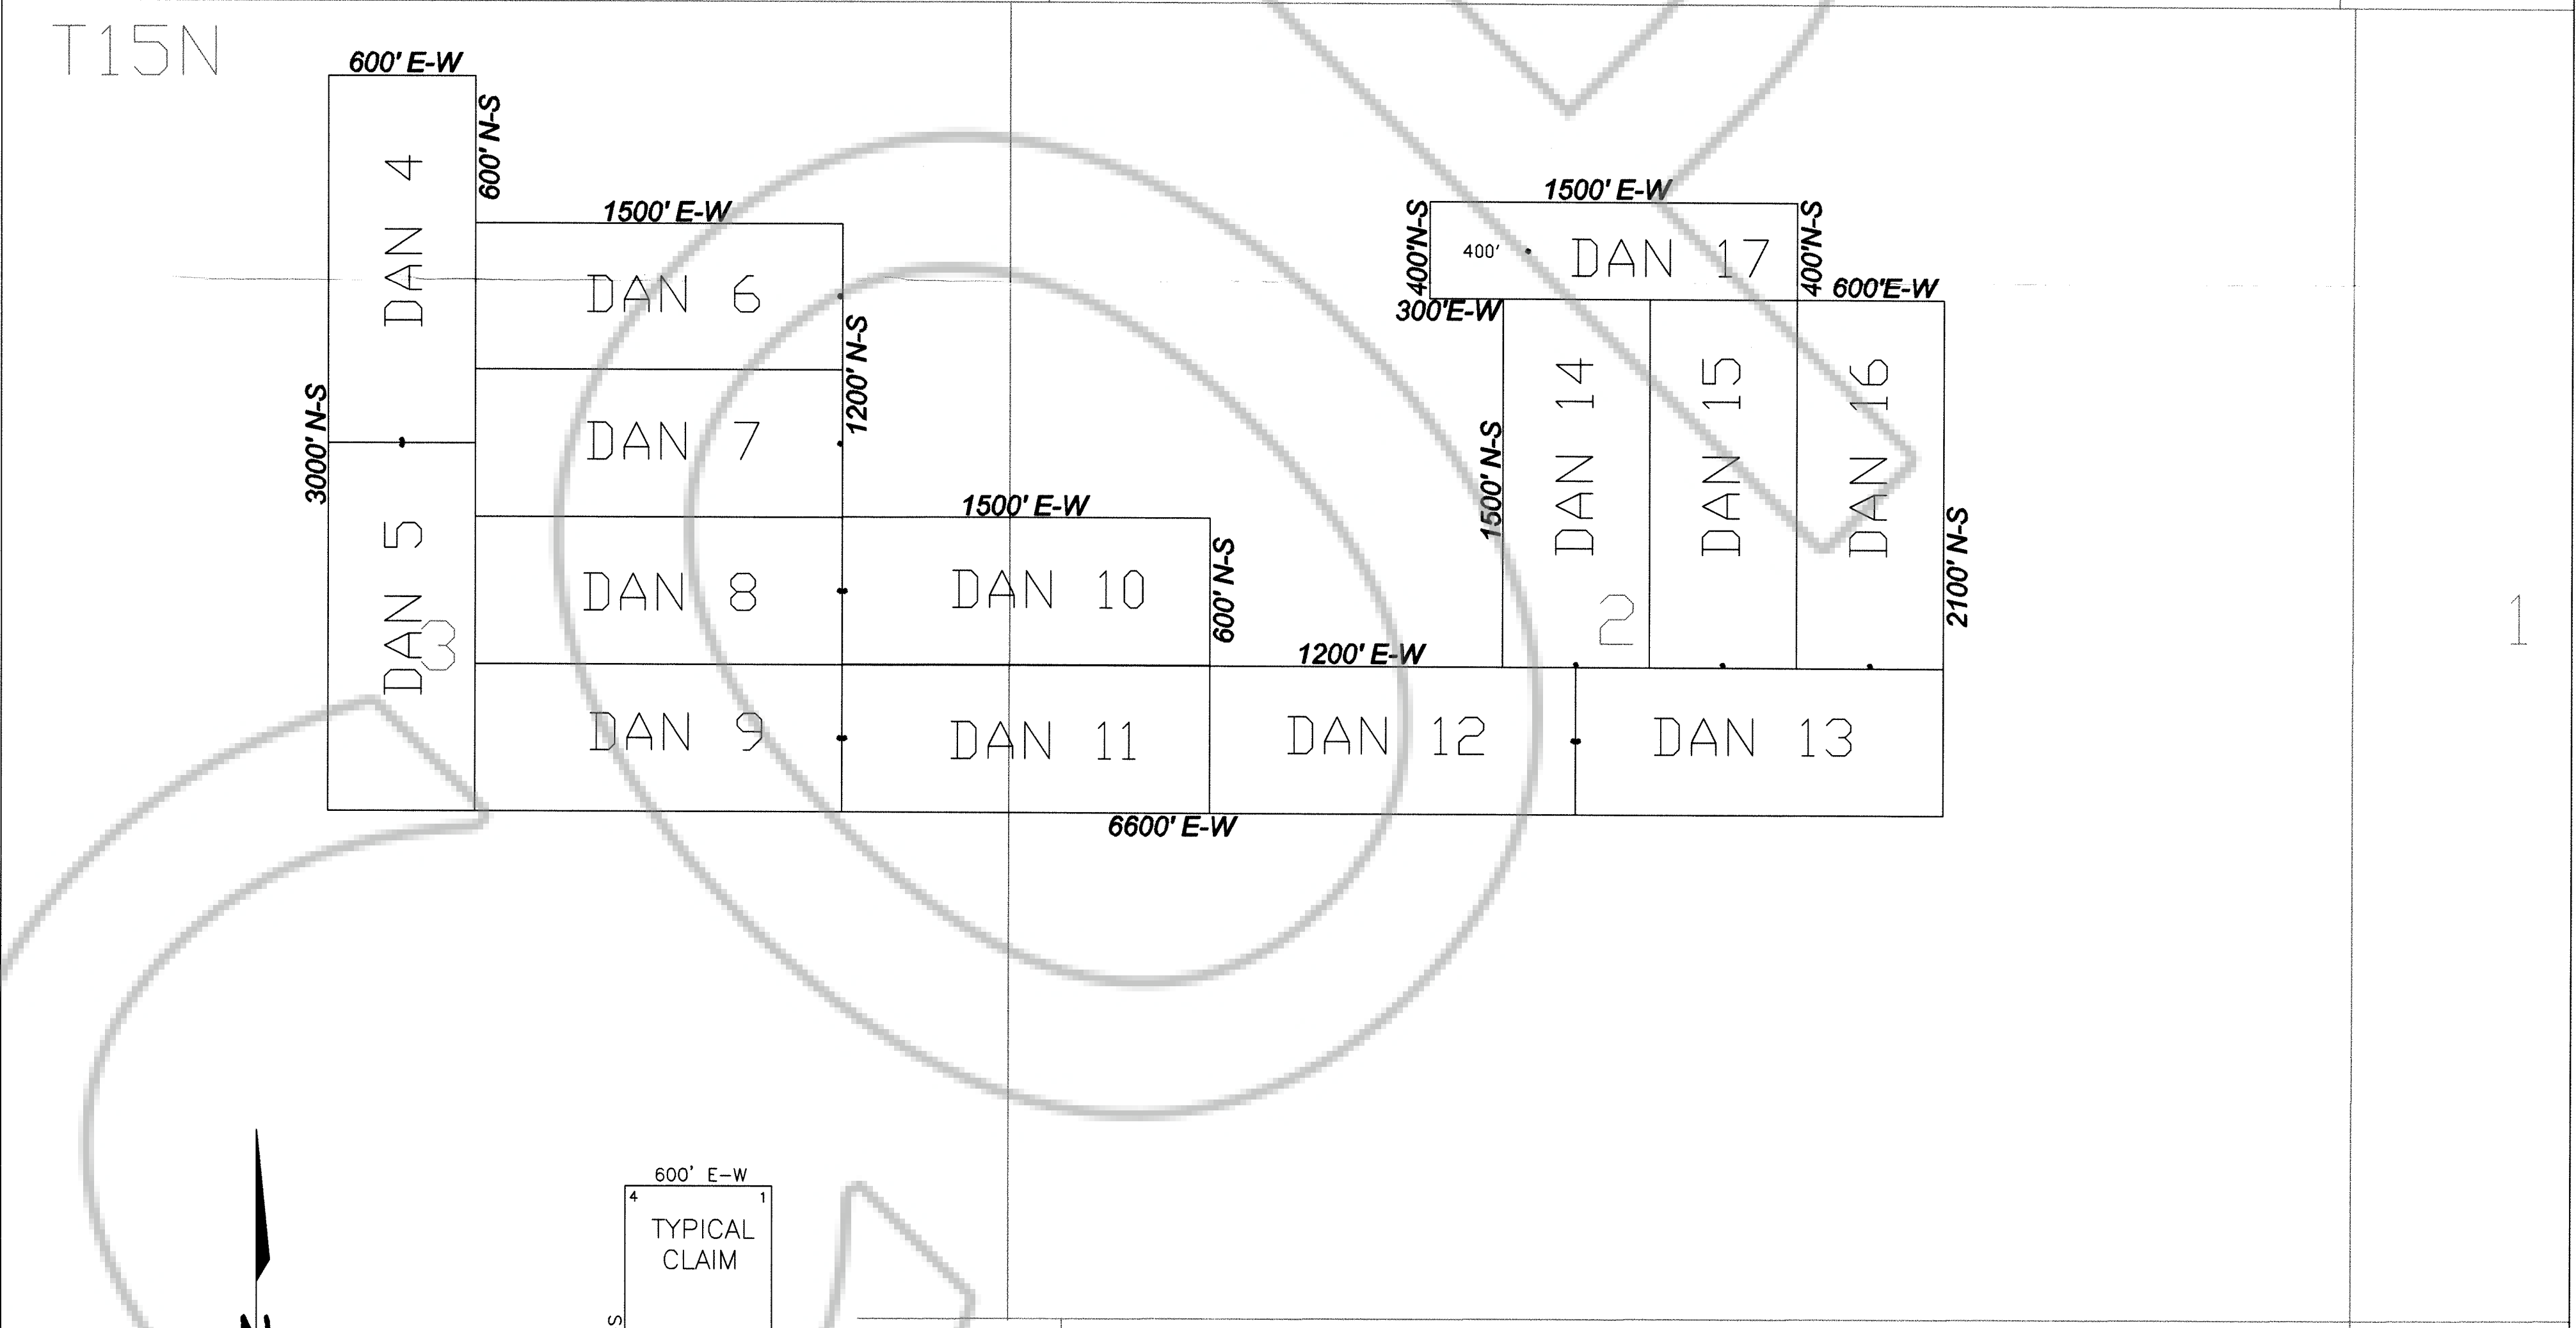 T15N
600' E-W
600' N-S
DAN 4
1500' E-W
1500' E-W
400'N-S
400'
DAN 17
400'N-S
DAN 6
300'E-W
600'E-W
1200' N-S
3000' N-S
DAN 7
DAN 14
DAN 15
DAN 16
1500' N-S
1500' E-W
DAN 5
3
DAN 8
DAN 10
600' N-S
2
2100' N-S
1
1200' E-W
DAN 9
DAN 11
DAN 12
DAN 13
6600' E-W
600' E-W
4 1
TYPICAL
CLAIM